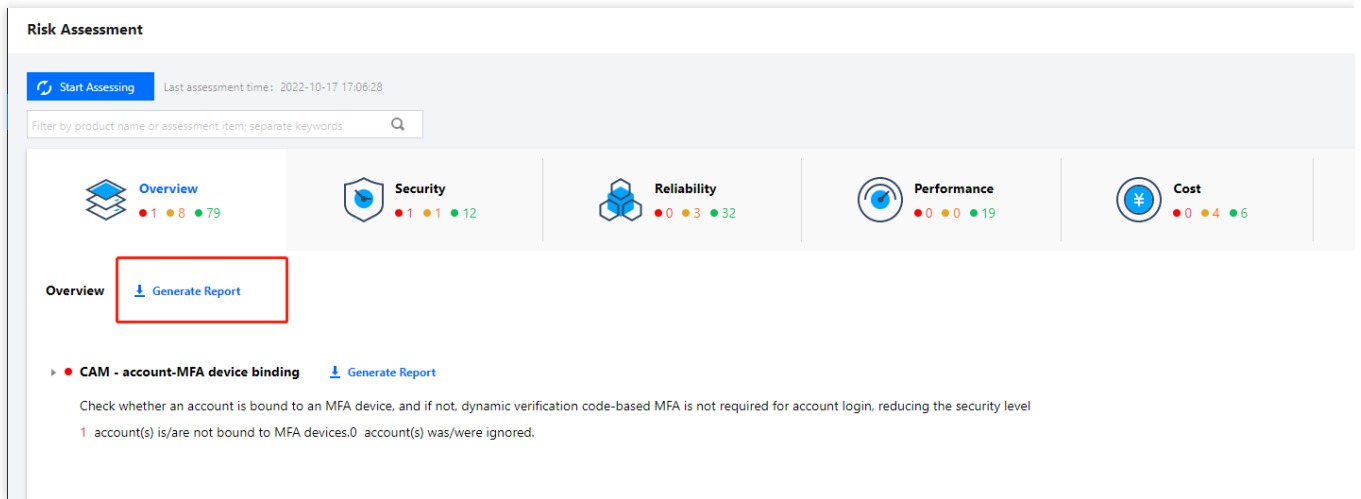 Risk Assessment
Start Assessing Last assessment time: 2022-10-17 17:06:28
Filter by product name or assessment item; separate keywords
Overview Security Reliability Performance Cost
1 8 79 1 1 12 0 3 32 0 0 19 ¥ 0 4 6
Overview Generate Report
CAM - account-MFA device binding Generate Report
Check whether an account is bound to an MFA device, and if not, dynamic verification code-based MFA is not required for account login, reducing the security level
1 account(s) is/are not bound to MFA devices.0 account(s) was/were ignored.